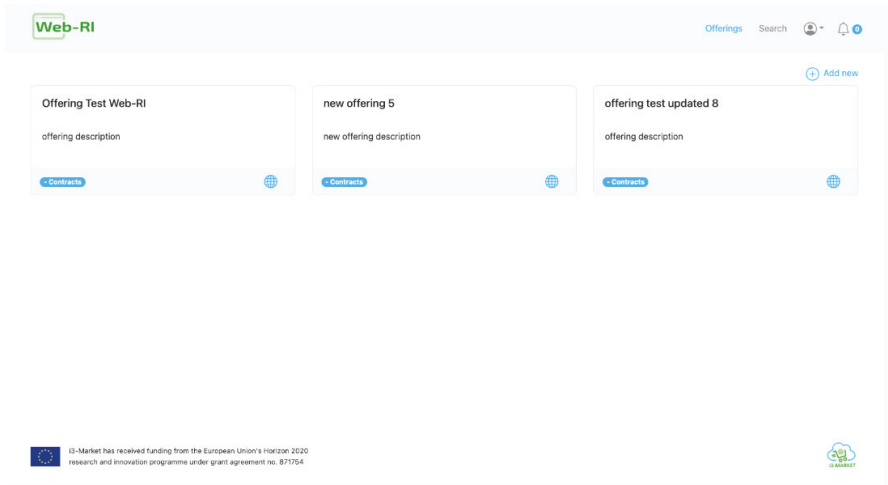 Web-RI
Offerings Search 0
Add new
Offering Test Web-RI
offering description
- Contracts
new offering 5
new offering description
- Contracts
offering test updated 8
offering description
- Contracts
i3-Market has received funding from the European Union's Horizon 2020
research and innovation programme under grant agreement no. 871754
i3-MARKET